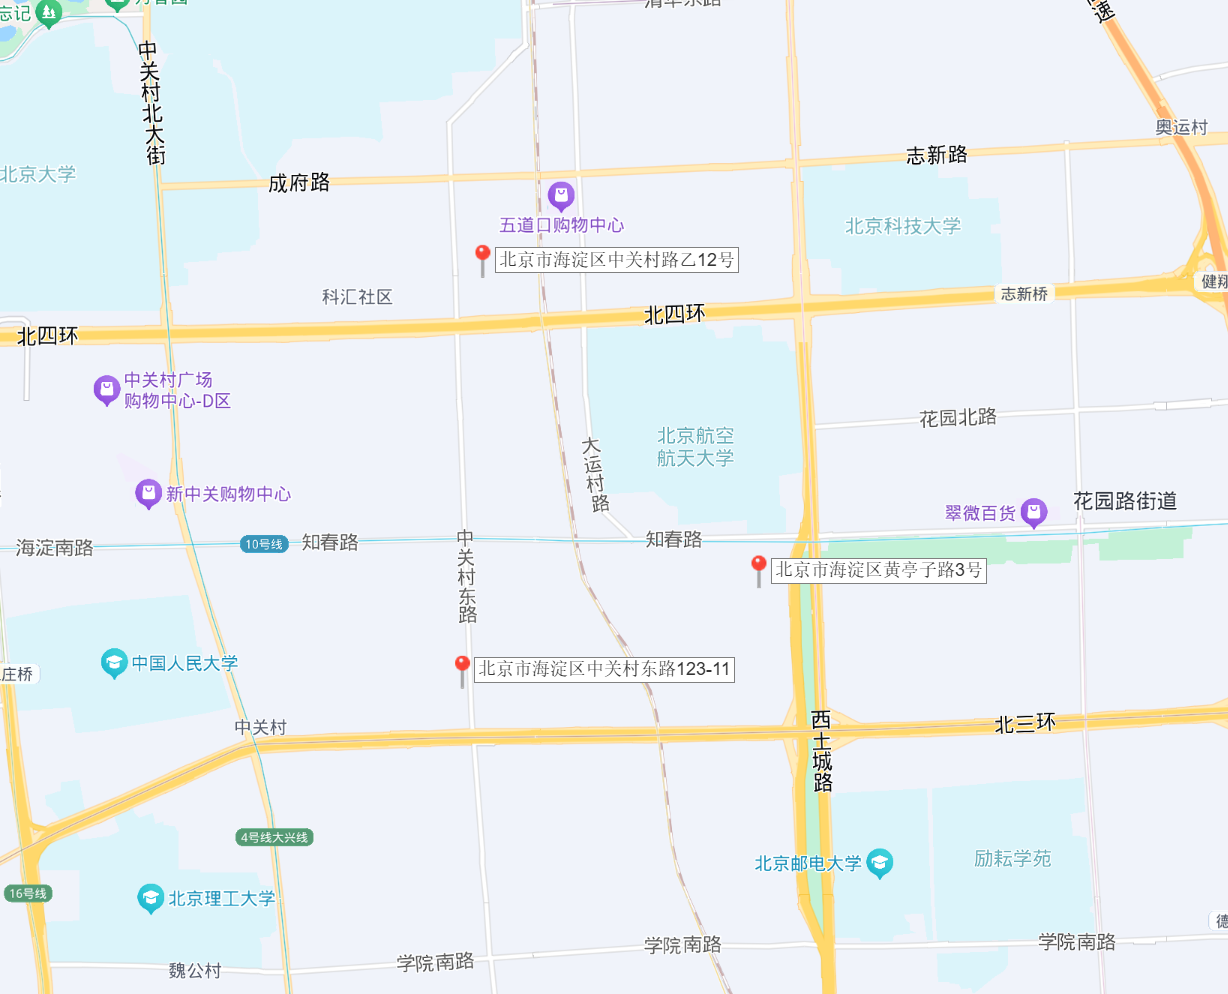 忘记
中关村北大街
北京大学
成府路
志新路
奥运村
五道口购物中心
北京科技大学
北京市海淀区中关村路乙12号
科汇社区
志新桥
北四环
北四环
中关村广场
购物中心-D区
花园北路
北京航空
航天大学
大运村路
新中关购物中心
翠微百货
花园路街道
海淀南路
10号线
知春路
中关村东路
知春路
北京市海淀区黄亭子路3号
中国人民大学
北京市海淀区中关村东路123-11
庄桥
中关村
西土城路
北三环
4号线大兴线
北京邮电大学
励耘学苑
16号线
北京理工大学
德
学院南路
学院南路
学院南路
魏公村